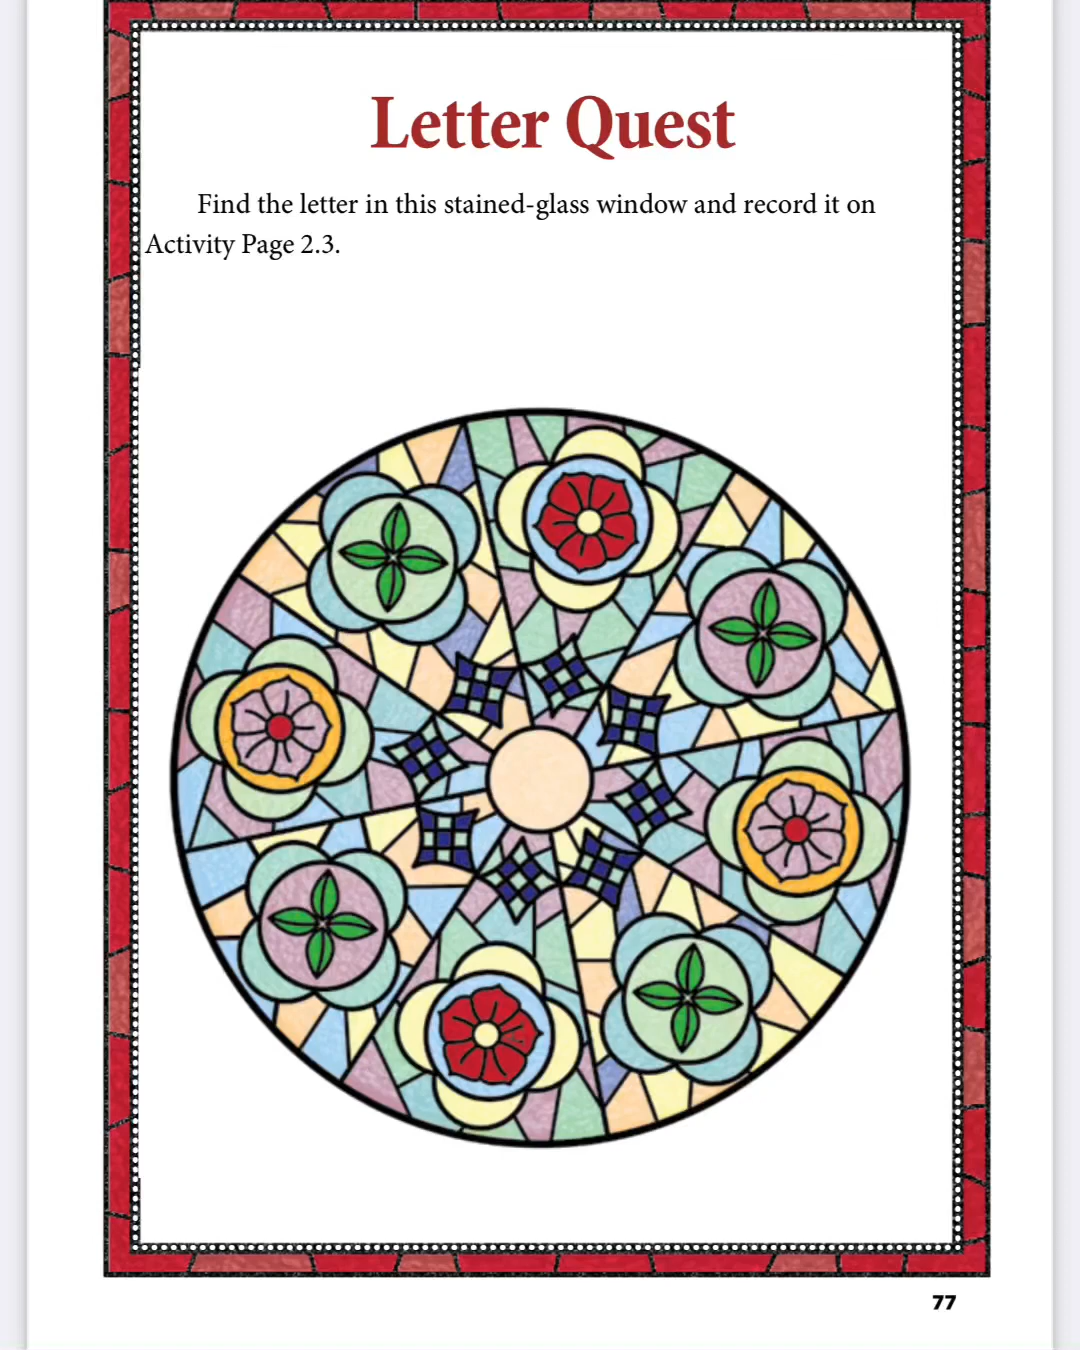 Letter Quest
Find the letter in this stained-glass window and record it on
Activity Page 2.3.
77